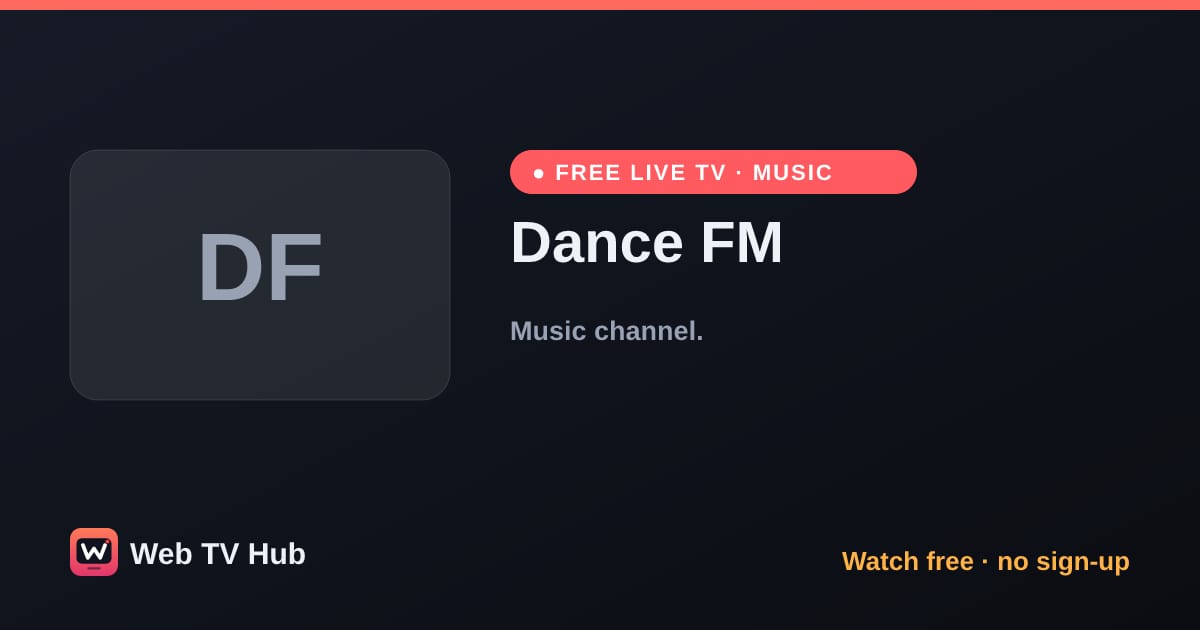 DF
● FREE LIVE TV · MUSIC
Dance FM
Music channel.
W
Web TV Hub
Watch free · no sign-up